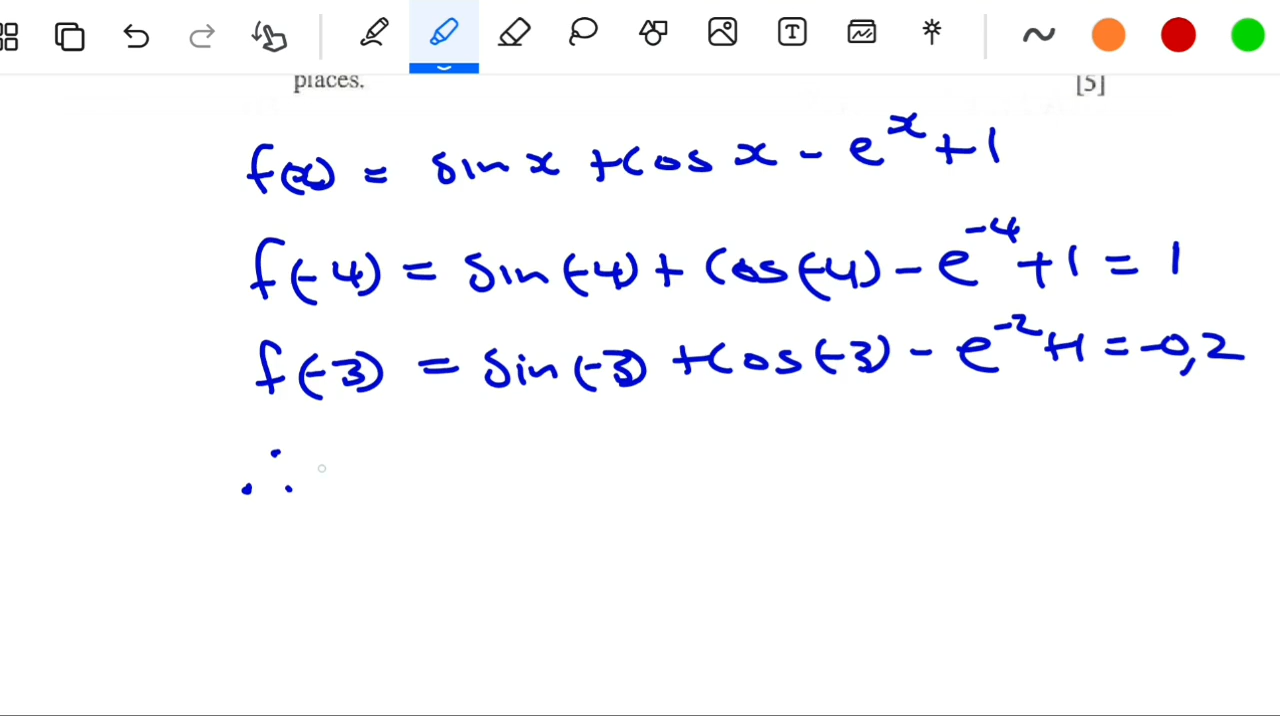 places. [5]
f(x) = sin x + cos x - e^x + 1
f(-4) = sin(-4) + cos(-4) - e^-4 + 1 = 1
f(-3) = sin(-3) + cos(-3) - e^-2 + 1 = -0,2
∴